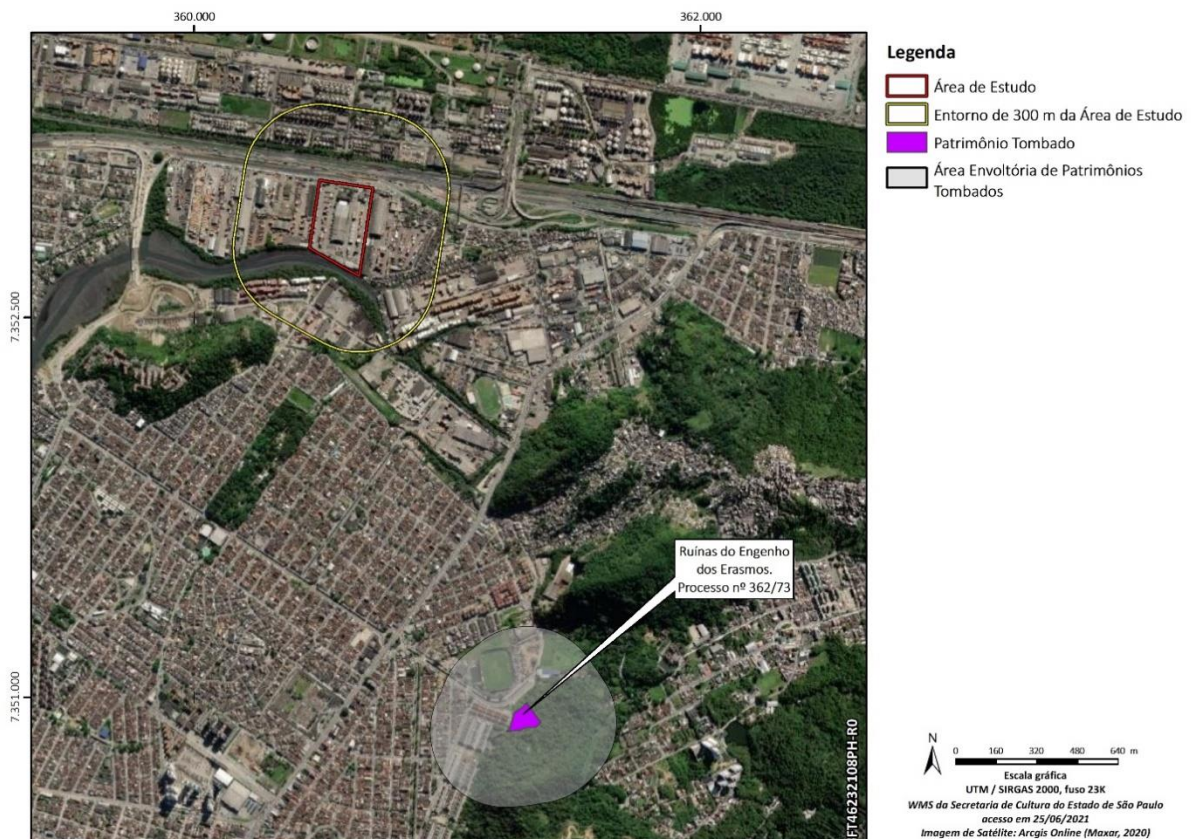 360.000
362.000
7.352.500
7.351.000
Ruínas do Engenho
dos Erasmos.
Processo nº 362/73
FT46232108PH-R0
Legenda
Área de Estudo
Entorno de 300 m da Área de Estudo
Patrimônio Tombado
Área Envoltória de Patrimônios
Tombados
N
0 160 320 480 640 m
Escala gráfica
UTM / SIRGAS 2000, fuso 23K
WMS da Secretaria de Cultura do Estado de São Paulo
acesso em 25/06/2021
Imagem de Satélite: Arcgis Online (Maxar, 2020)